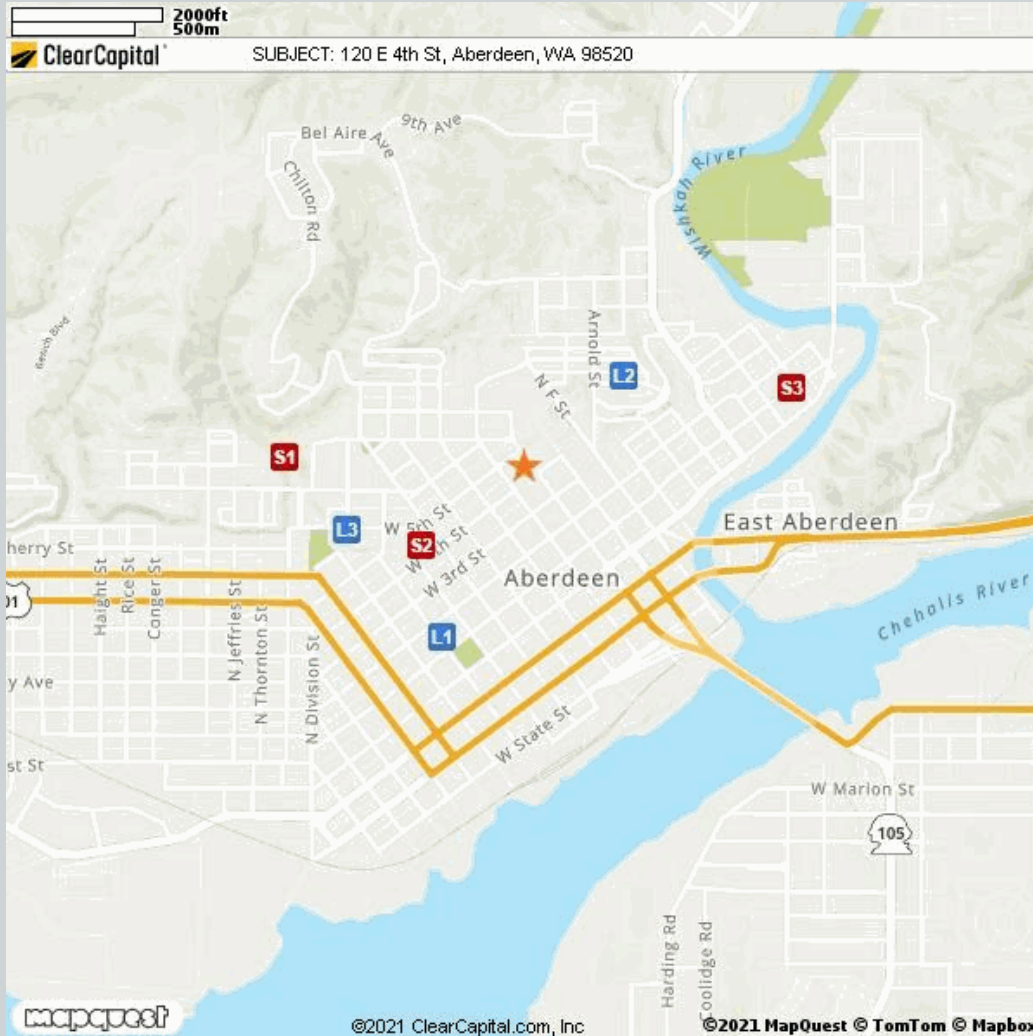 2000ft
500m
ClearCapital
SUBJECT: 120 E 4th St, Aberdeen, WA 98520
9th Ave
Bel Aire Ave
Chilton Rd
Wishkah River
Arnold St
Beach Blvd
L2
N F St
S3
S1
L3
W 5th St
S2
W 4th St
East Aberdeen
herry St
W 3rd St
Aberdeen
Haight St
Rice St
Conger St
01
N Jeffries St
N Thornton St
Chehalis River
L1
N Division St
y Ave
W State St
st St
W Marion St
105
Harding Rd
Coolidge Rd
mapquest
©2021 ClearCapital.com, Inc
©2021 MapQuest © TomTom © Mapbox